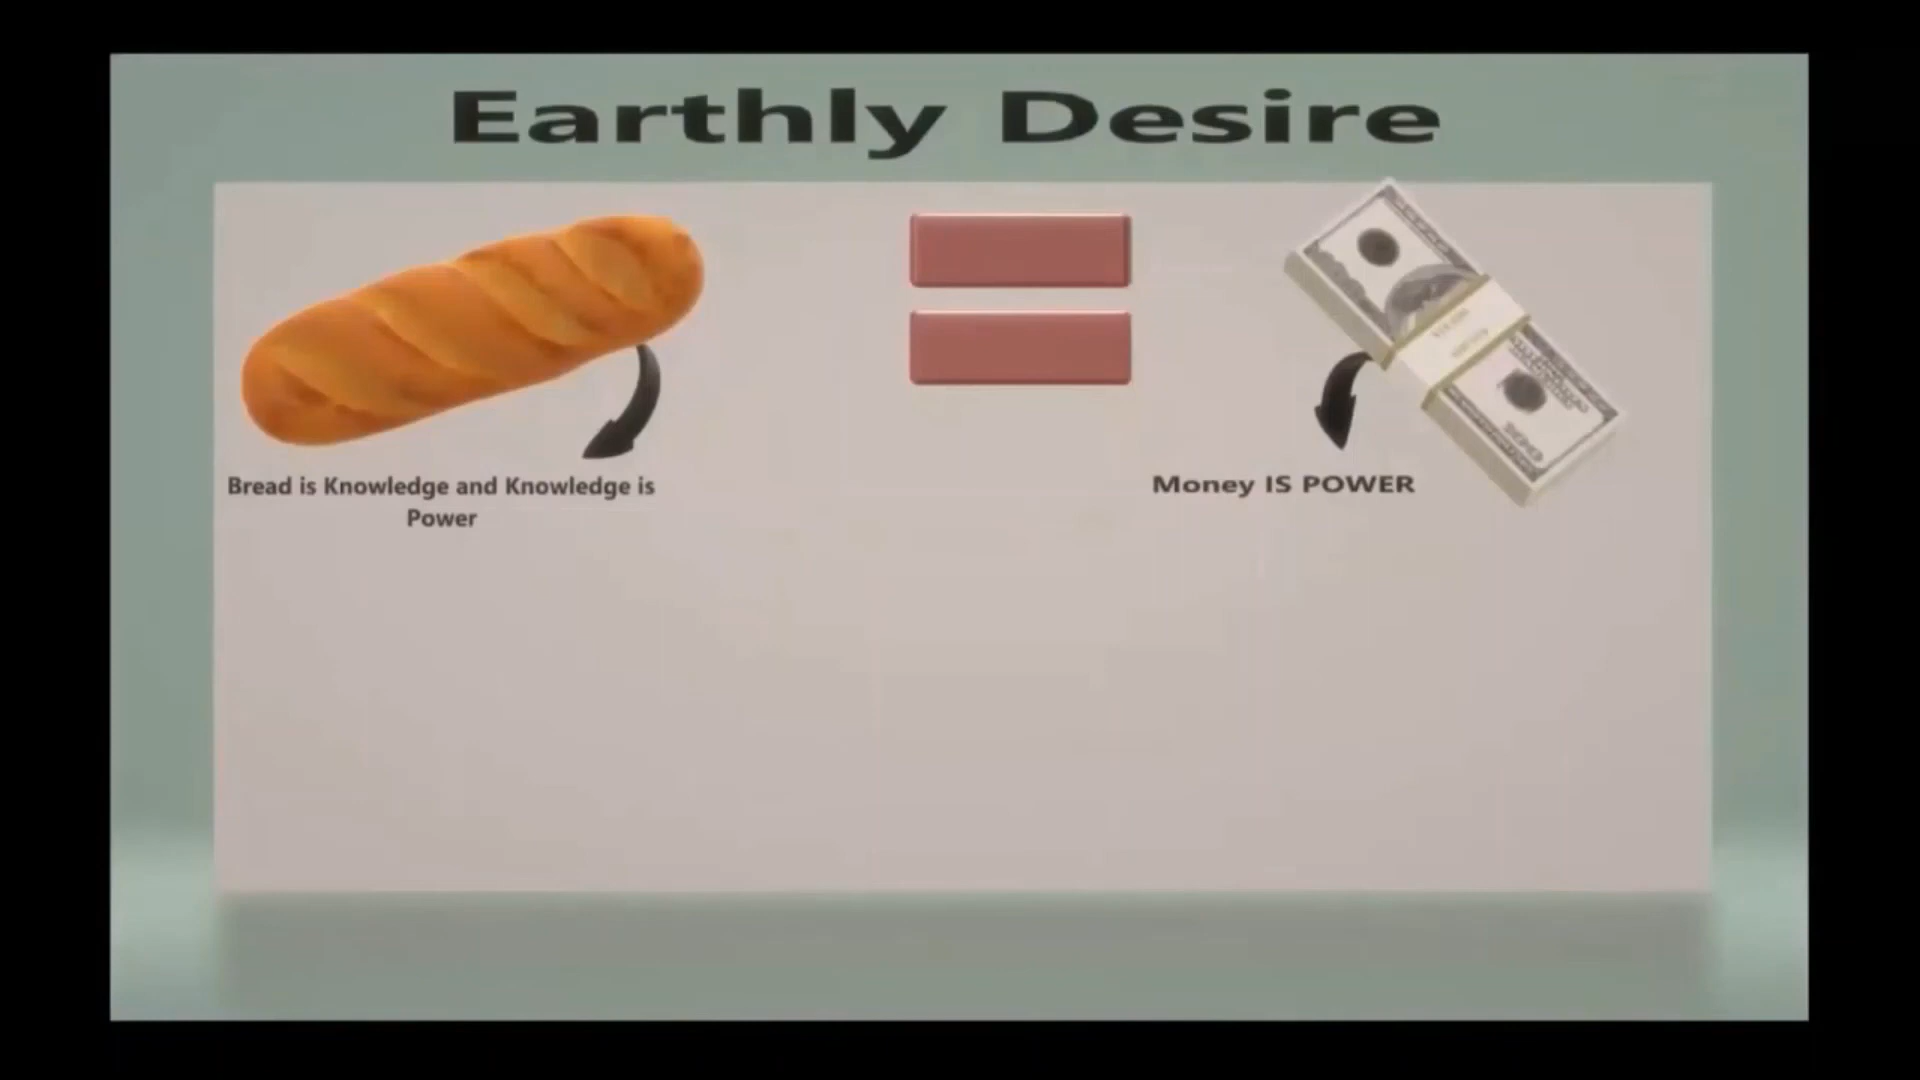 Earthly Desire
Bread is Knowledge and Knowledge is
Power
Money IS POWER